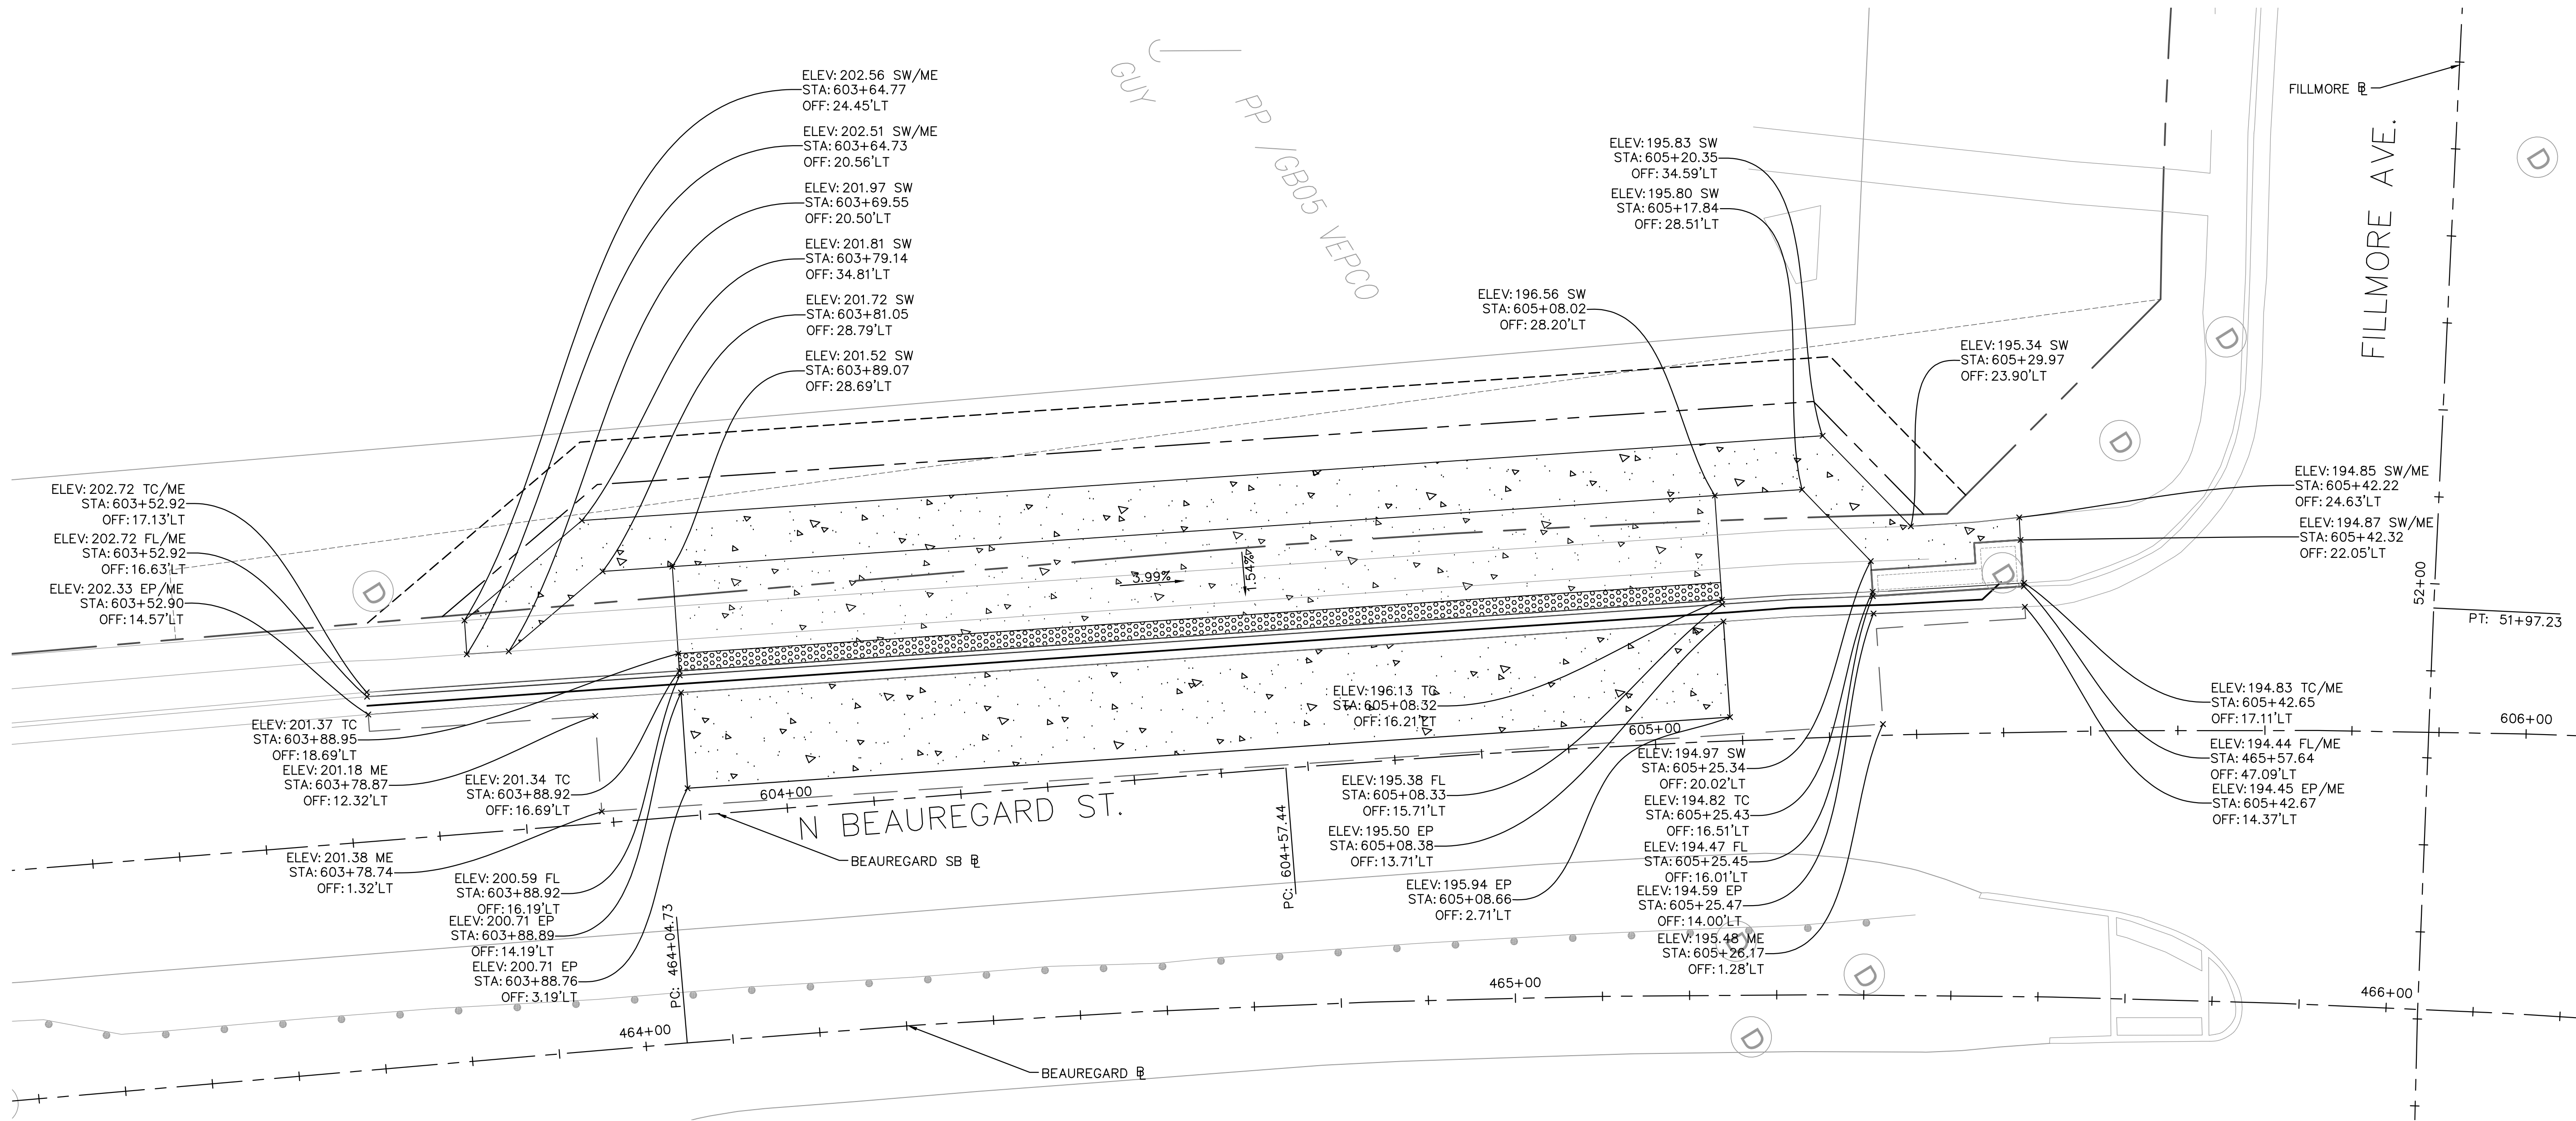 ELEV: 202.56 SW/ME
STA: 603+64.77
OFF: 24.45'LT
ELEV: 202.51 SW/ME
STA: 603+64.73
OFF: 20.56'LT
ELEV: 201.97 SW
STA: 603+69.55
OFF: 20.50'LT
ELEV: 201.81 SW
STA: 603+79.14
OFF: 34.81'LT
ELEV: 201.72 SW
STA: 603+81.05
OFF: 28.79'LT
ELEV: 201.52 SW
STA: 603+89.07
OFF: 28.69'LT
GUY
PP /GB05 VEPCO
ELEV: 195.83 SW
STA: 605+20.35
OFF: 34.59'LT
ELEV: 195.80 SW
STA: 605+17.84
OFF: 28.51'LT
ELEV: 196.56 SW
STA: 605+08.02
OFF: 28.20'LT
ELEV: 195.34 SW
STA: 605+29.97
OFF: 23.90'LT
FILLMORE BL
FILLMORE AVE.
D
D
D
D
D
D
D
D
ELEV: 194.85 SW/ME
STA: 605+42.22
OFF: 24.63'LT
ELEV: 194.87 SW/ME
STA: 605+42.32
OFF: 22.05'LT
52+00
PT: 51+97.23
ELEV: 202.72 TC/ME
STA: 603+52.92
OFF: 17.13'LT
ELEV: 202.72 FL/ME
STA: 603+52.92
OFF: 16.63'LT
ELEV: 202.33 EP/ME
STA: 603+52.90
OFF: 14.57'LT
3.99%
1.54%
ELEV: 201.37 TC
STA: 603+88.95
OFF: 18.69'LT
ELEV: 201.18 ME
STA: 603+78.87
OFF: 12.32'LT
ELEV: 201.34 TC
STA: 603+88.92
OFF: 16.69'LT
ELEV: 201.38 ME
STA: 603+78.74
OFF: 1.32'LT
ELEV: 200.59 FL
STA: 603+88.92
OFF: 16.19'LT
ELEV: 200.71 EP
STA: 603+88.89
OFF: 14.19'LT
ELEV: 200.71 EP
STA: 603+88.76
OFF: 3.19'LT
604+00
N BEAUREGARD ST.
BEAUREGARD SB BL
PC: 604+57.44
605+00
606+00
ELEV: 196.13 TC
STA: 605+08.32
OFF: 16.21'LT
ELEV: 195.38 FL
STA: 605+08.33
OFF: 15.71'LT
ELEV: 195.50 EP
STA: 605+08.38
OFF: 13.71'LT
ELEV: 195.94 EP
STA: 605+08.66
OFF: 2.71'LT
ELEV: 194.97 SW
STA: 605+25.34
OFF: 20.02'LT
ELEV: 194.82 TC
STA: 605+25.43
OFF: 16.51'LT
ELEV: 194.47 FL
STA: 605+25.45
OFF: 16.01'LT
ELEV: 194.59 EP
STA: 605+25.47
OFF: 14.00'LT
ELEV: 195.48 ME
STA: 605+26.17
OFF: 1.28'LT
ELEV: 194.83 TC/ME
STA: 605+42.65
OFF: 17.11'LT
ELEV: 194.44 FL/ME
STA: 465+57.64
OFF: 47.09'LT
ELEV: 194.45 EP/ME
STA: 605+42.67
OFF: 14.37'LT
PC: 464+04.73
464+00
465+00
466+00
BEAUREGARD BL